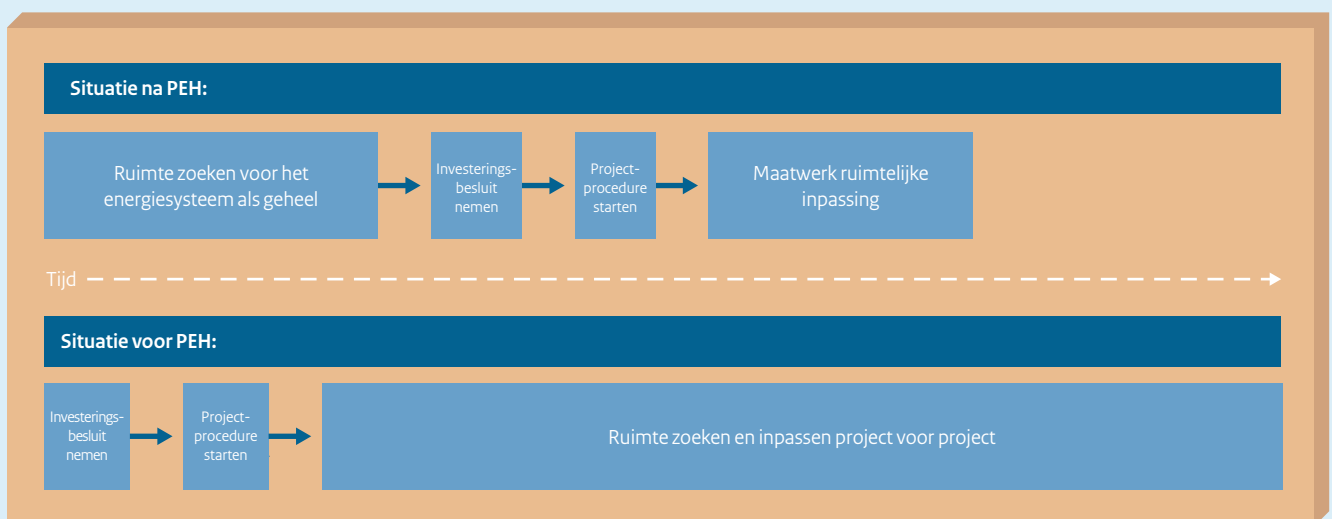 Situatie na PEH:
Ruimte zoeken voor het
energiesysteem als geheel
Investerings-
besluit
nemen
Project-
procedure
starten
Maatwerk ruimtelijke
inpassing
Tijd
Situatie voor PEH:
Investerings-
besluit
nemen
Project-
procedure
starten
Ruimte zoeken en inpassen project voor project